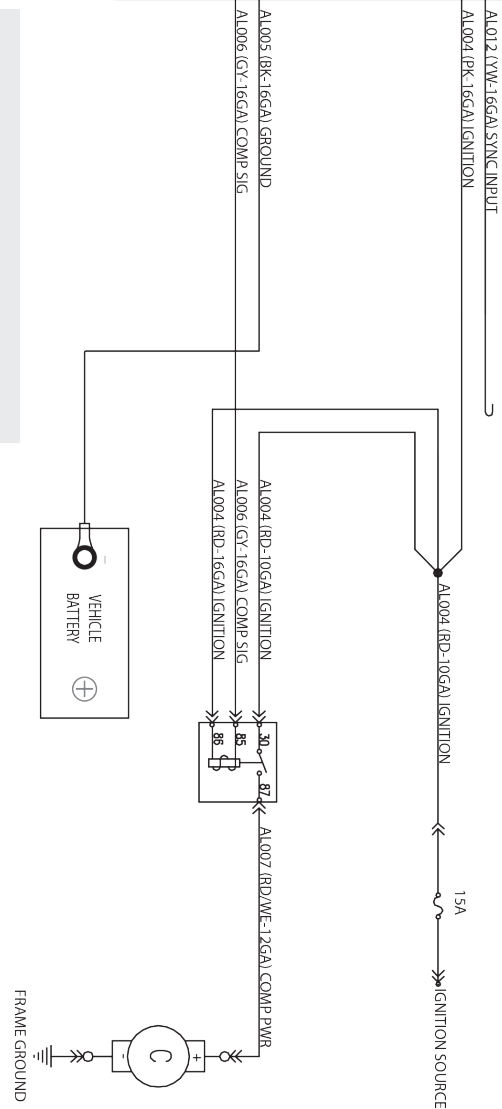 AL012 (YW-16GA) SYNC INPUT
AL004 (PK-16GA) IGNITION
AL005 (BK-16GA) GROUND
AL006 (GY-16GA) COMP SIG
AL004 (RD-10GA) IGNITION
AL006 (GY-16GA) COMP SIG
AL004 (RD-16GA) IGNITION
AL004 (RD-10GA) IGNITION
15A
IGNITION SOURCE
-
VEHICLE
BATTERY
+
30
85
86
87
AL007 (RD/WE-12GA) COMP PWR
+
C
-
FRAME GROUND